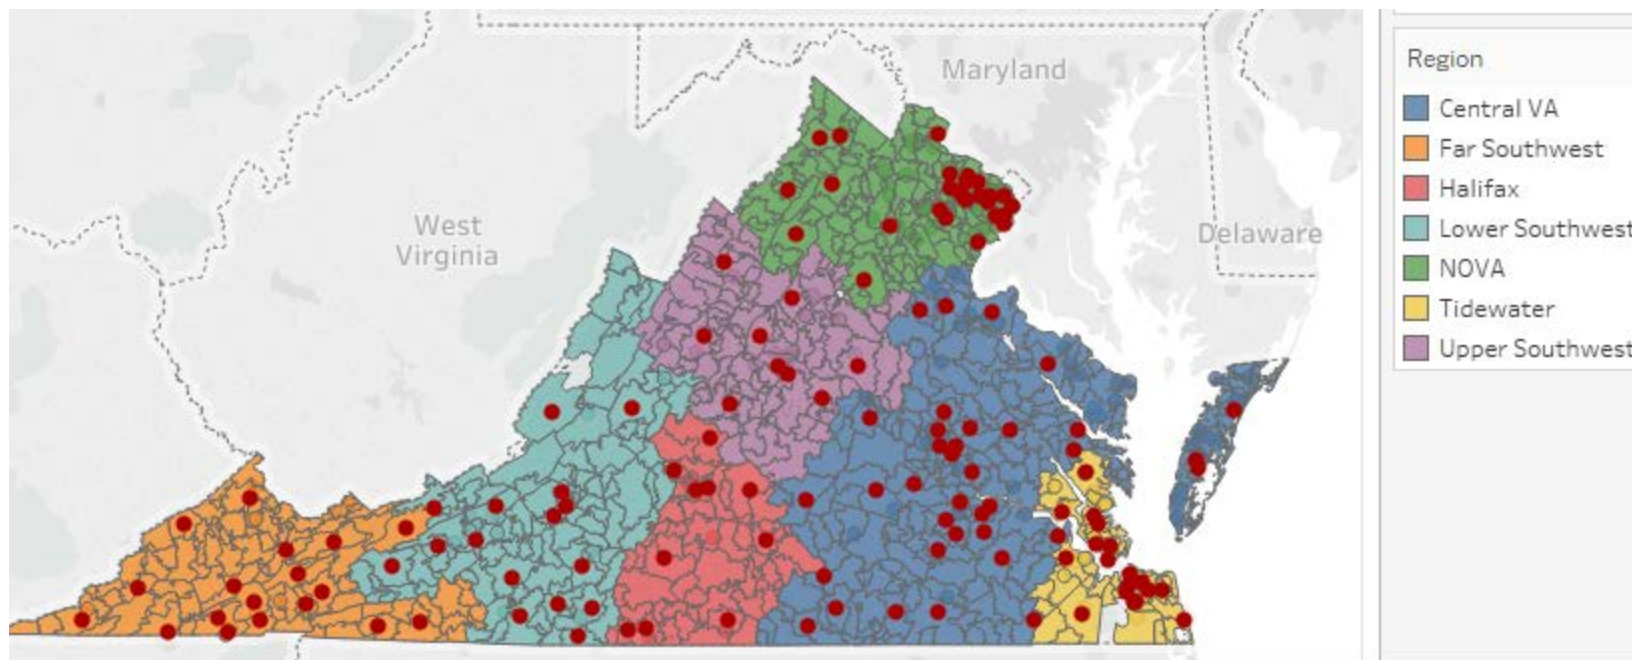 Maryland
West
Virginia
Delaware
Region
Central VA
Far Southwest
Halifax
Lower Southwest
NOVA
Tidewater
Upper Southwest